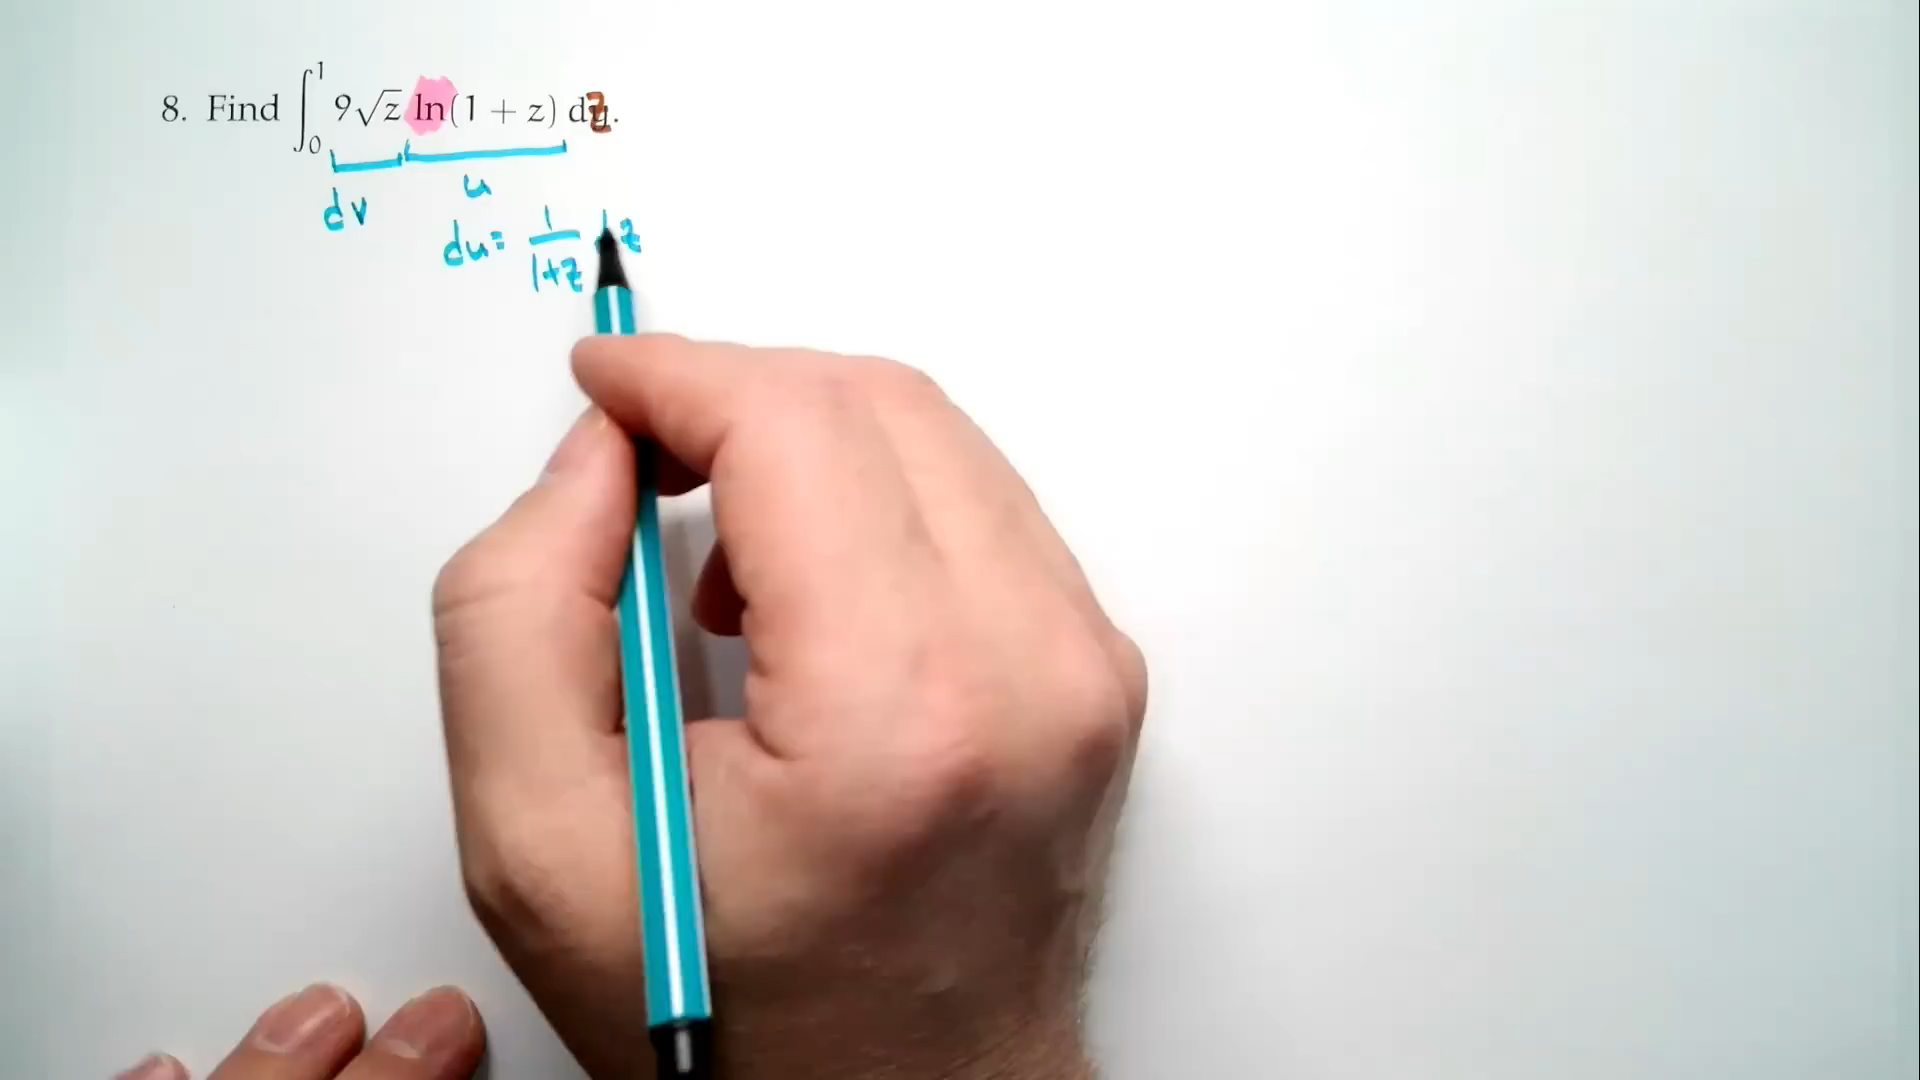 8. Find ∫₀¹ 9√z ln(1 + z) dz.
dv u
du = 1/(1+z) dz